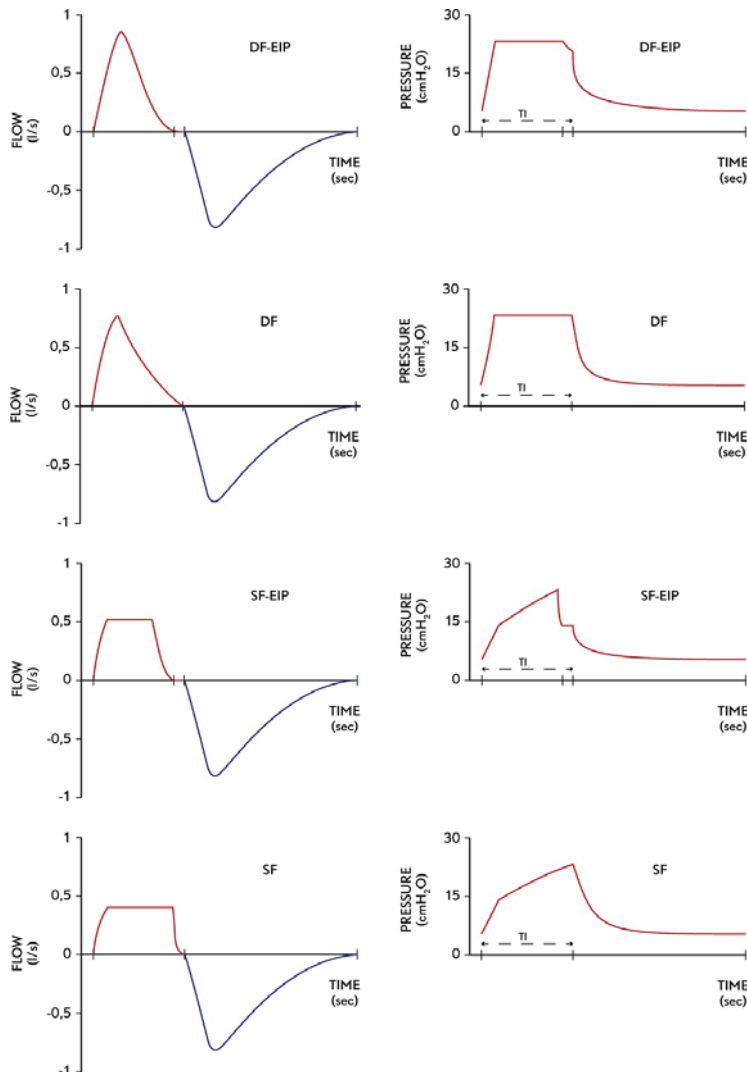 1
0,5
0
-0,5
-1
FLOW
(l/s)
DF-EIP
TIME
(sec)
30
15
0
PRESSURE
(cmH₂O)
TI
DF-EIP
TIME
(sec)
1
0,5
0
-0,5
-1
FLOW
(l/s)
DF
TIME
(sec)
30
15
0
PRESSURE
(cmH₂O)
TI
DF
TIME
(sec)
1
0,5
0
-0,5
-1
FLOW
(l/s)
SF-EIP
TIME
(sec)
30
15
0
PRESSURE
(cmH₂O)
TI
SF-EIP
TIME
(sec)
1
0,5
0
-0,5
-1
FLOW
(l/s)
SF
TIME
(sec)
30
15
0
PRESSURE
(cmH₂O)
TI
SF
TIME
(sec)